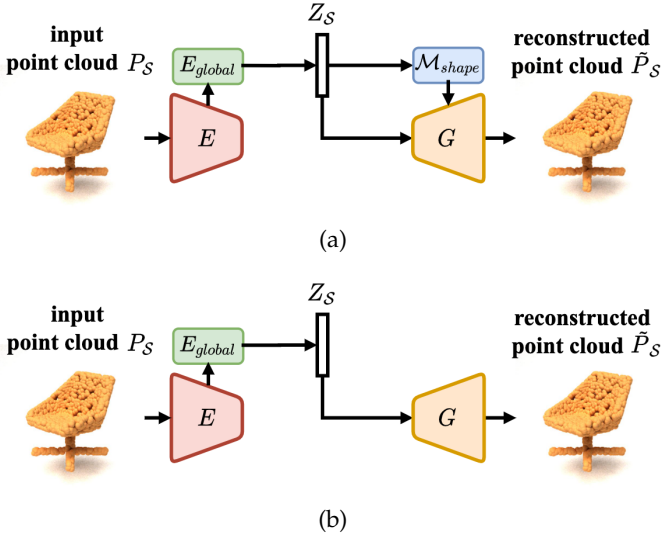 Z_S
input
point cloud P_S
E_global
M_shape
reconstructed
point cloud P̃_S
E
G
(a)
Z_S
input
point cloud P_S
E_global
reconstructed
point cloud P̃_S
E
G
(b)